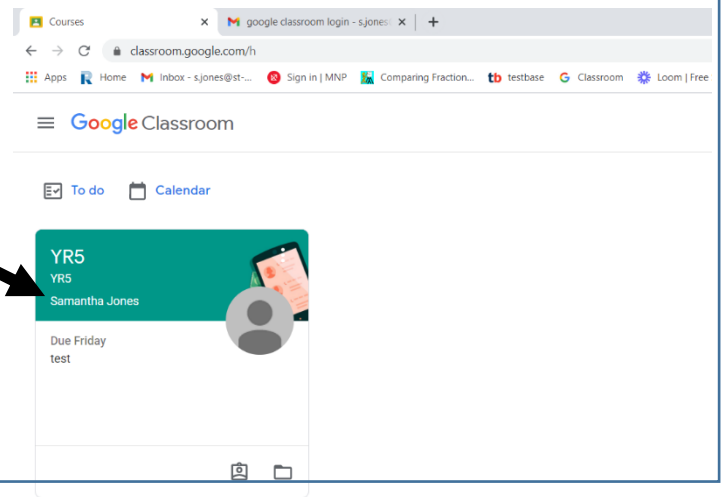 Courses google classroom login - s.jones
classroom.google.com/h
Apps Home Inbox - s.jones@st-... Sign in | MNP Comparing Fraction... tb testbase Classroom Loom | Free
Google Classroom
To do Calendar
YR5
YR5
Samantha Jones
Due Friday
test